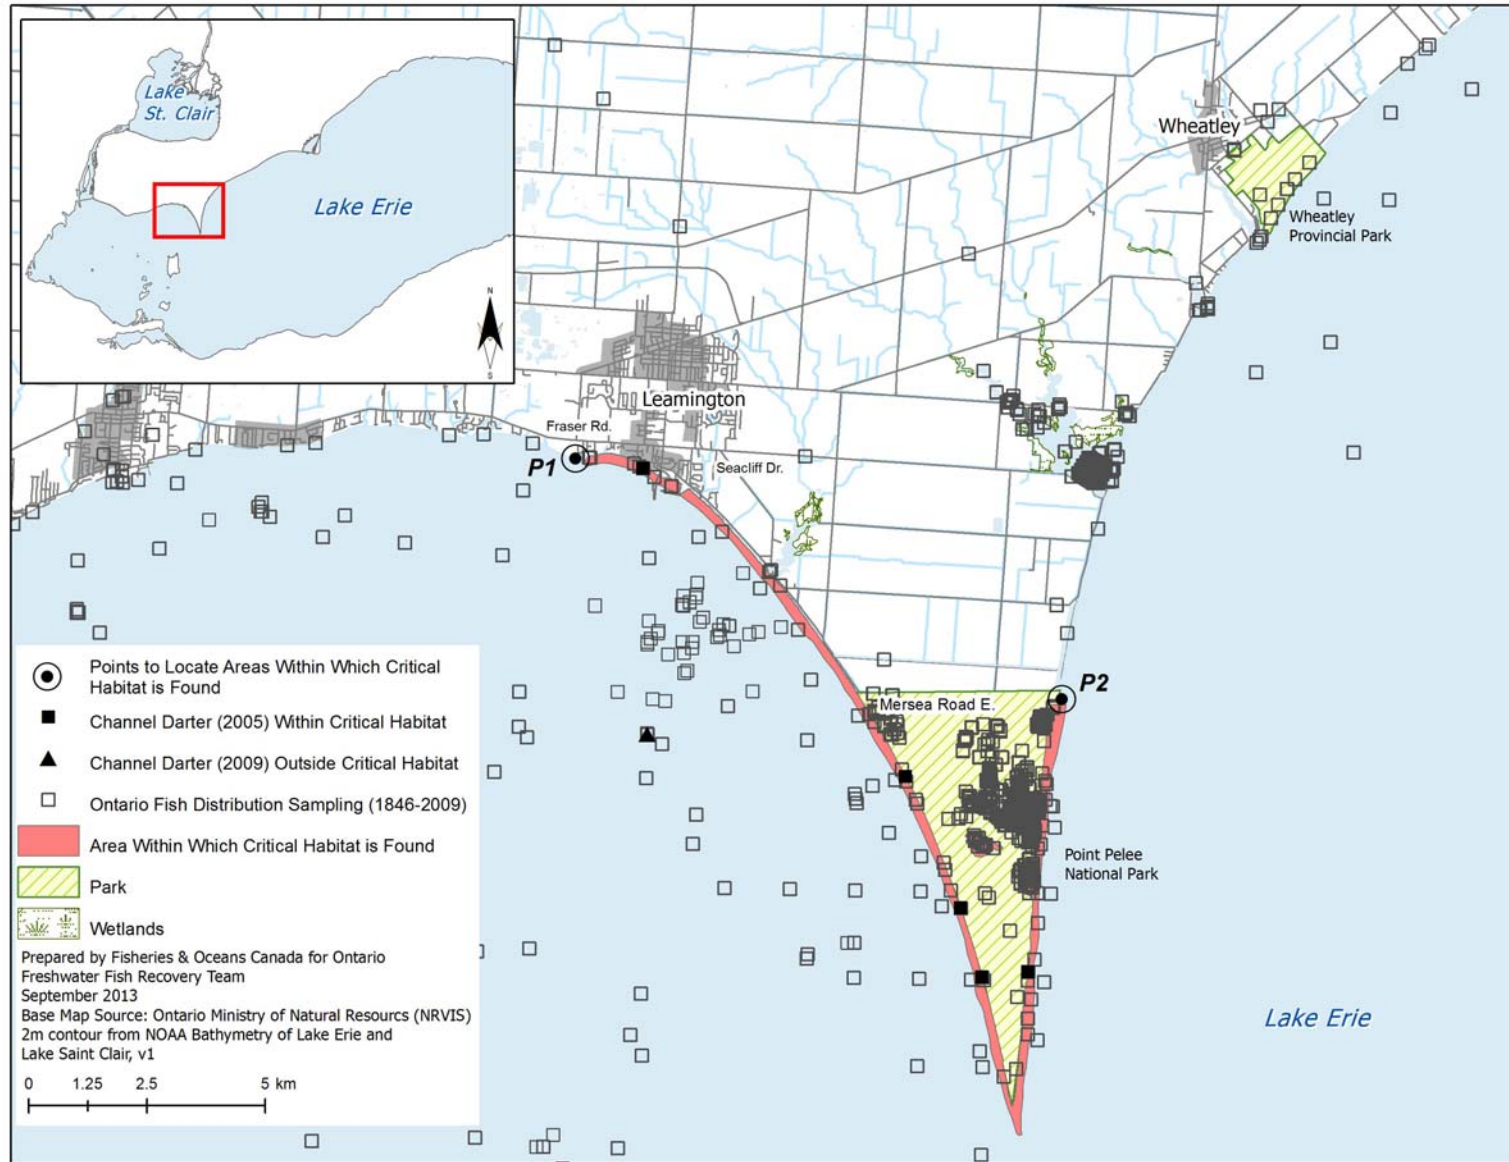 Lake
St. Clair
Lake Erie
N
S
Wheatley
Wheatley
Provincial Park
Leamington
Fraser Rd.
P1
Seacliff Dr.
P2
Mersea Road E.
Point Pelee
National Park
Lake Erie
Points to Locate Areas Within Which Critical
Habitat is Found
Channel Darter (2005) Within Critical Habitat
Channel Darter (2009) Outside Critical Habitat
Ontario Fish Distribution Sampling (1846-2009)
Area Within Which Critical Habitat is Found
Park
Wetlands
Prepared by Fisheries & Oceans Canada for Ontario
Freshwater Fish Recovery Team
September 2013
Base Map Source: Ontario Ministry of Natural Resourcs (NRVIS)
2m contour from NOAA Bathymetry of Lake Erie and
Lake Saint Clair, v1
0 1.25 2.5 5 km